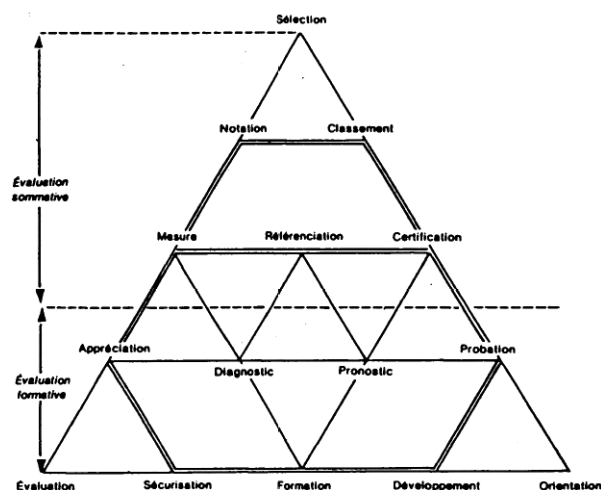 Sélection
Notation Classement
Évaluation
sommative
Mesure Référenciation Certification
Appréciation Probation
Diagnostic Pronostic
Évaluation
formative
Évaluation Sécurisation Formation Développement Orientation